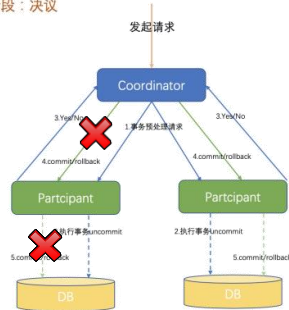 段：决议
发起请求
Coordinator
3.Yes/No
1.事务预处理请求
3.Yes/No
4.commit/rollback
4.commit/rollback
Partcipant
Partcipant
执行事务uncommit
2.执行事务uncommit
5.commit/rollback
5.commit/rollback
DB
DB